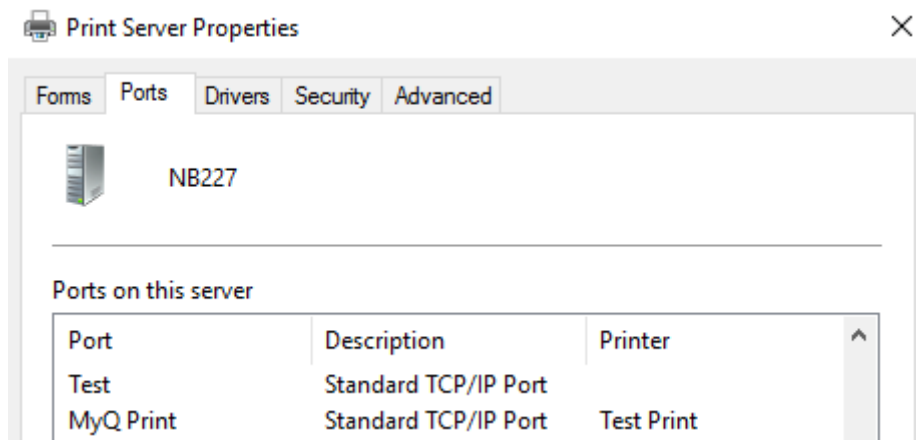 Print Server Properties
Forms Ports Drivers Security Advanced
NB227
Ports on this server
Port Description Printer
Test Standard TCP/IP Port
MyQ Print Standard TCP/IP Port Test Print